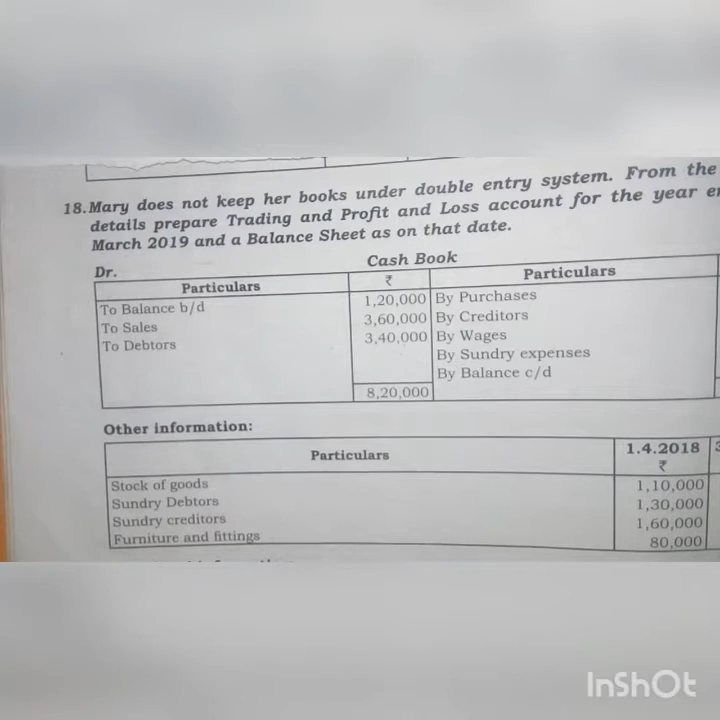 18. Mary does not keep her books under double entry system. From the
details prepare Trading and Profit and Loss account for the year
March 2019 and a Balance Sheet as on that date.
Dr. Cash Book
Particulars ₹ Particulars
To Balance b/d 1,20,000 By Purchases
To Sales 3,60,000 By Creditors
To Debtors 3,40,000 By Wages
By Sundry expenses
By Balance c/d
8,20,000
Other information:
Particulars 1.4.2018
₹
Stock of goods 1,10,000
Sundry Debtors 1,30,000
Sundry creditors 1,60,000
Furniture and fittings 80,000
InShOt